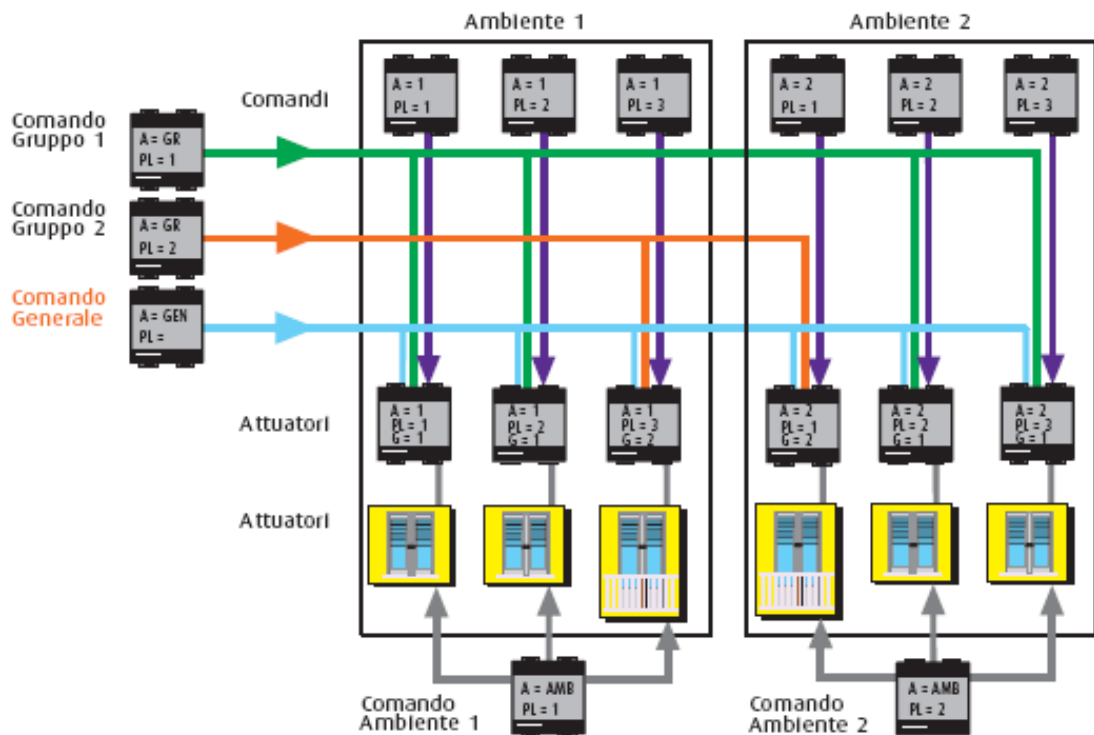 Ambiente 1
Ambiente 2
A = 1
PL = 1
A = 1
PL = 2
A = 1
PL = 3
A = 2
PL = 1
A = 2
PL = 2
A = 2
PL = 3
Comandi
Comando
Gruppo 1
A = GR
PL = 1
Comando
Gruppo 2
A = GR
PL = 2
Comando
Generale
A = GEN
PL =
Attuatori
A = 1
PL = 1
G = 1
A = 1
PL = 2
G = 1
A = 1
PL = 3
G = 2
A = 2
PL = 1
G = 2
A = 2
PL = 2
G = 1
A = 2
PL = 3
G = 1
Attuatori
Comando
Ambiente 1
A = AMB
PL = 1
Comando
Ambiente 2
A = AMB
PL = 2